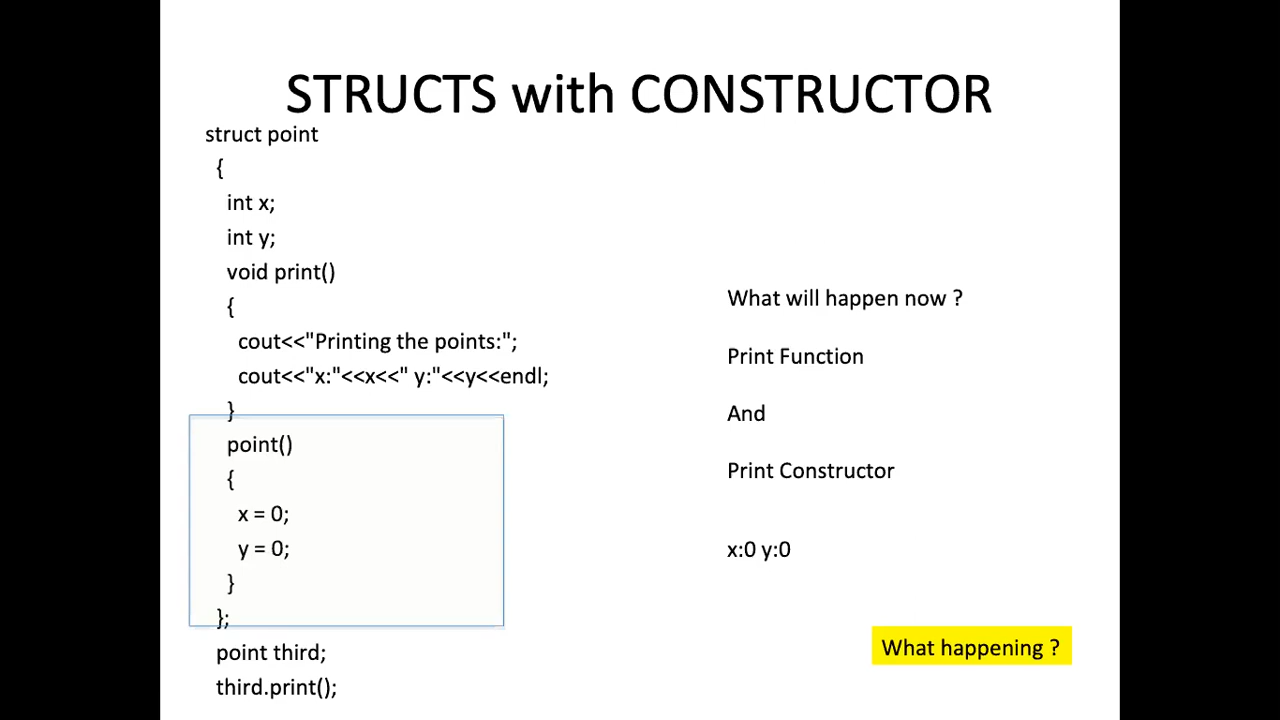 STRUCTS with CONSTRUCTOR
struct point
{
int x;
int y;
void print()
{
cout<<"Printing the points:";
cout<<"x:"<<x<<" y:"<<y<<endl;
}
point()
{
x = 0;
y = 0;
}
};
point third;
third.print();
What will happen now ?
Print Function
And
Print Constructor
x:0 y:0
What happening ?